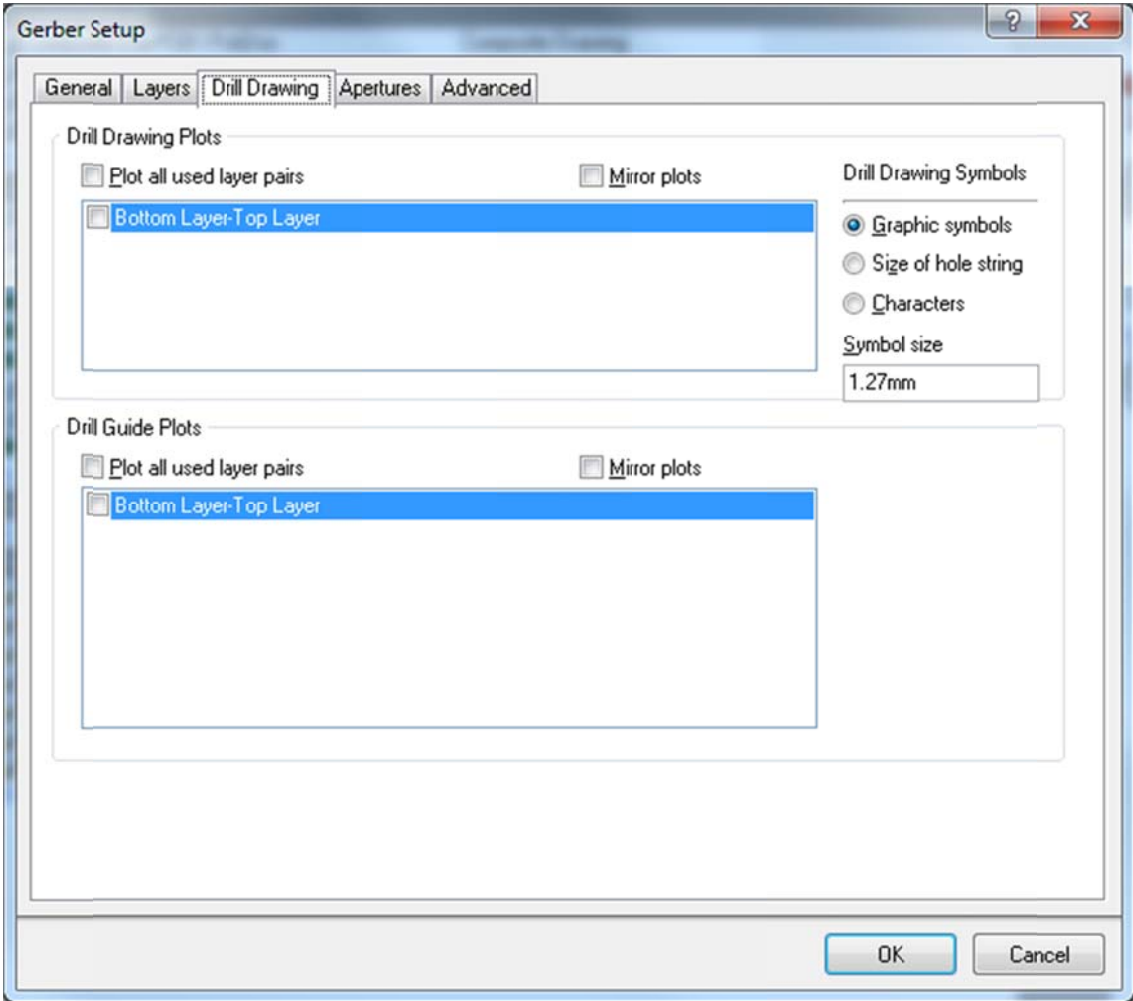 Gerber Setup
General Layers Drill Drawing Apertures Advanced
Drill Drawing Plots
Plot all used layer pairs
Mirror plots
Bottom Layer-Top Layer
Drill Drawing Symbols
Graphic symbols
Size of hole string
Characters
Symbol size
1.27mm
Drill Guide Plots
Plot all used layer pairs
Mirror plots
Bottom Layer-Top Layer
OK Cancel